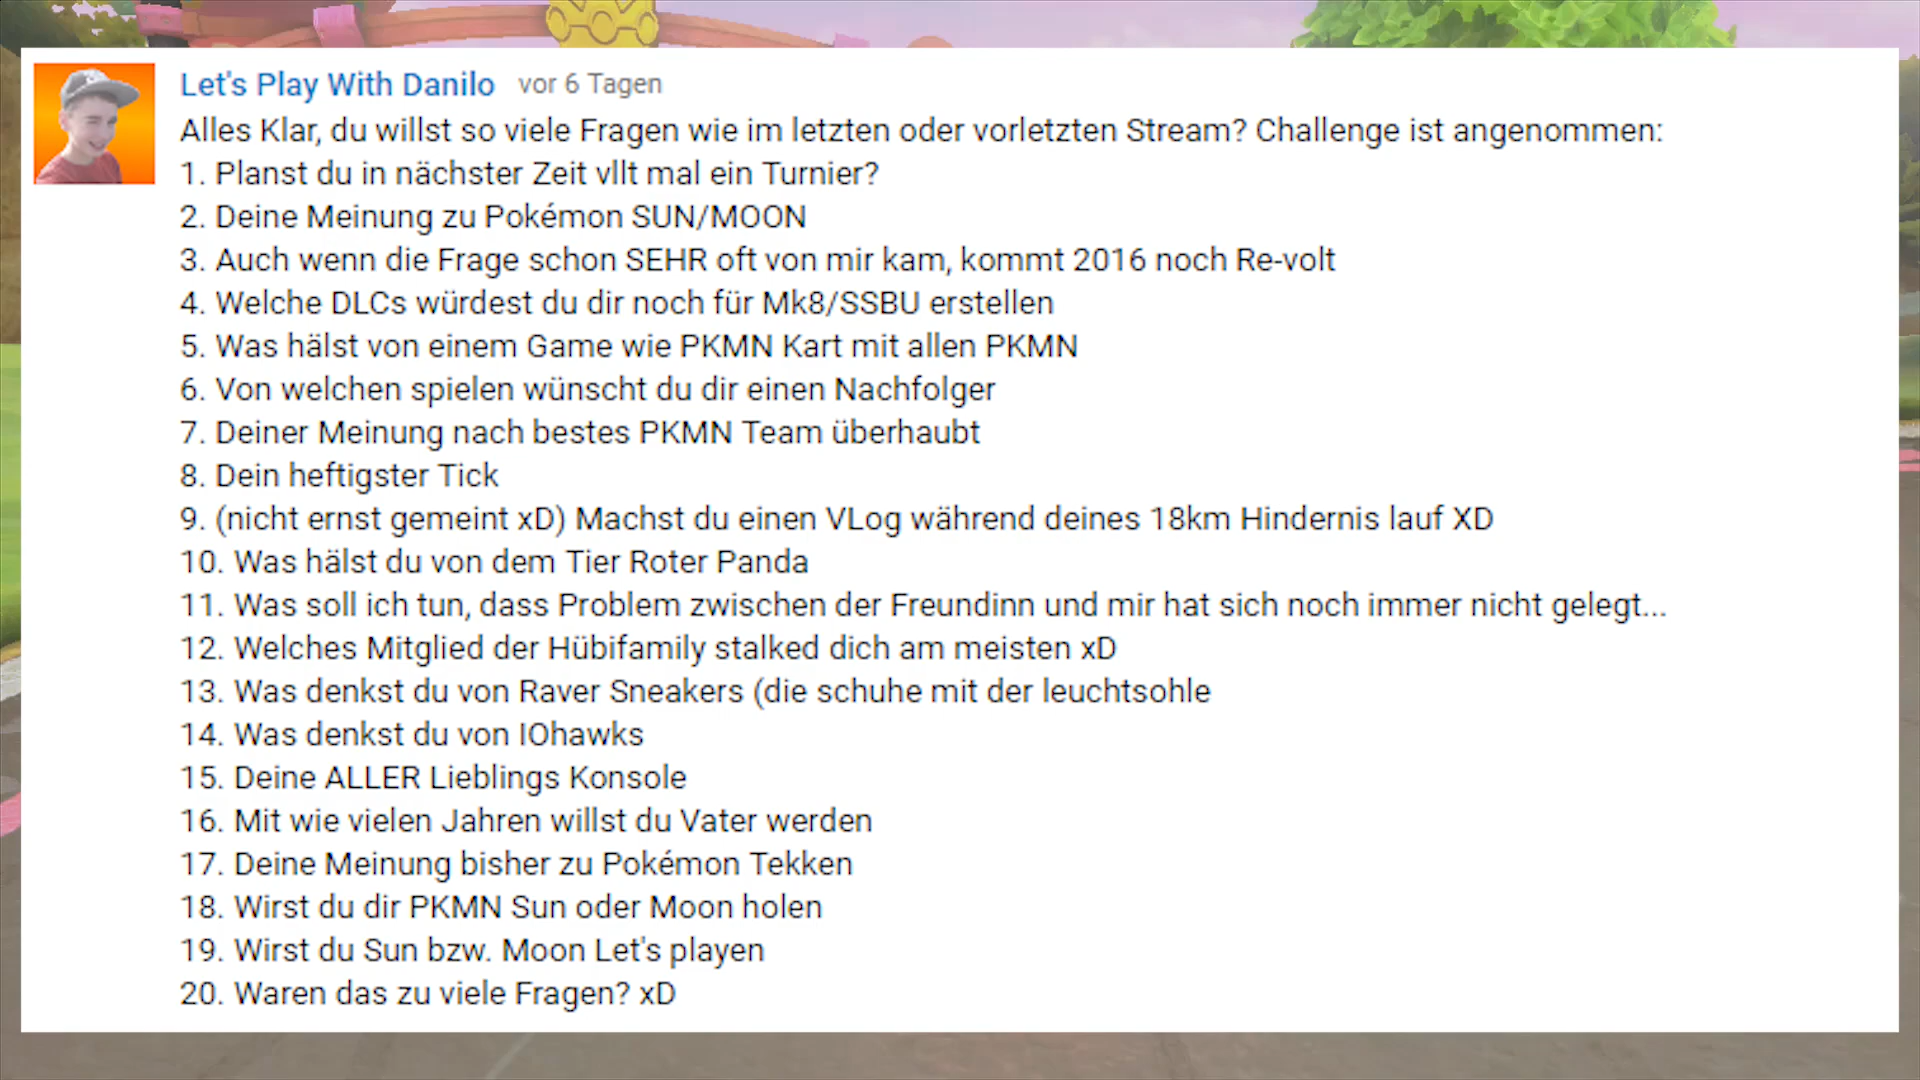 Let's Play With Danilo vor 6 Tagen
Alles Klar, du willst so viele Fragen wie im letzten oder vorletzten Stream? Challenge ist angenommen:
1. Planst du in nächster Zeit vllt mal ein Turnier?
2. Deine Meinung zu Pokémon SUN/MOON
3. Auch wenn die Frage schon SEHR oft von mir kam, kommt 2016 noch Re-volt
4. Welche DLCs würdest du dir noch für Mk8/SSBU erstellen
5. Was hälst von einem Game wie PKMN Kart mit allen PKMN
6. Von welchen spielen wünscht du dir einen Nachfolger
7. Deiner Meinung nach bestes PKMN Team überhaubt
8. Dein heftigster Tick
9. (nicht ernst gemeint xD) Machst du einen VLog während deines 18km Hindernis lauf XD
10. Was hälst du von dem Tier Roter Panda
11. Was soll ich tun, dass Problem zwischen der Freundinn und mir hat sich noch immer nicht gelegt...
12. Welches Mitglied der Hübifamily stalked dich am meisten xD
13. Was denkst du von Raver Sneakers (die schuhe mit der leuchtsohle
14. Was denkst du von IOhawks
15. Deine ALLER Lieblings Konsole
16. Mit wie vielen Jahren willst du Vater werden
17. Deine Meinung bisher zu Pokémon Tekken
18. Wirst du dir PKMN Sun oder Moon holen
19. Wirst du Sun bzw. Moon Let's playen
20. Waren das zu viele Fragen? xD